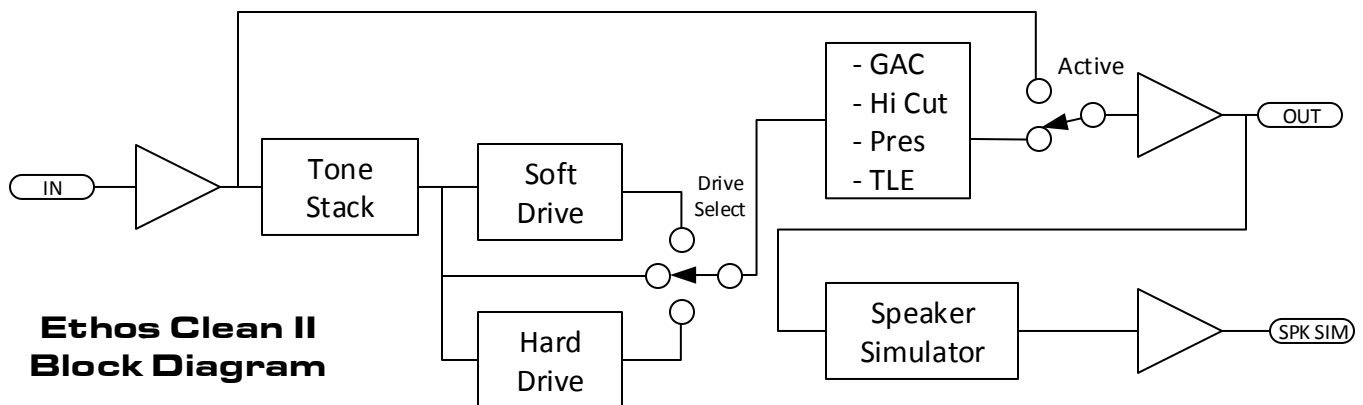 IN
Tone
Stack
Soft
Drive
Hard
Drive
Drive
Select
- GAC
- Hi Cut
- Pres
- TLE
Active
OUT
Speaker
Simulator
SPK SIM
Ethos Clean II
Block Diagram